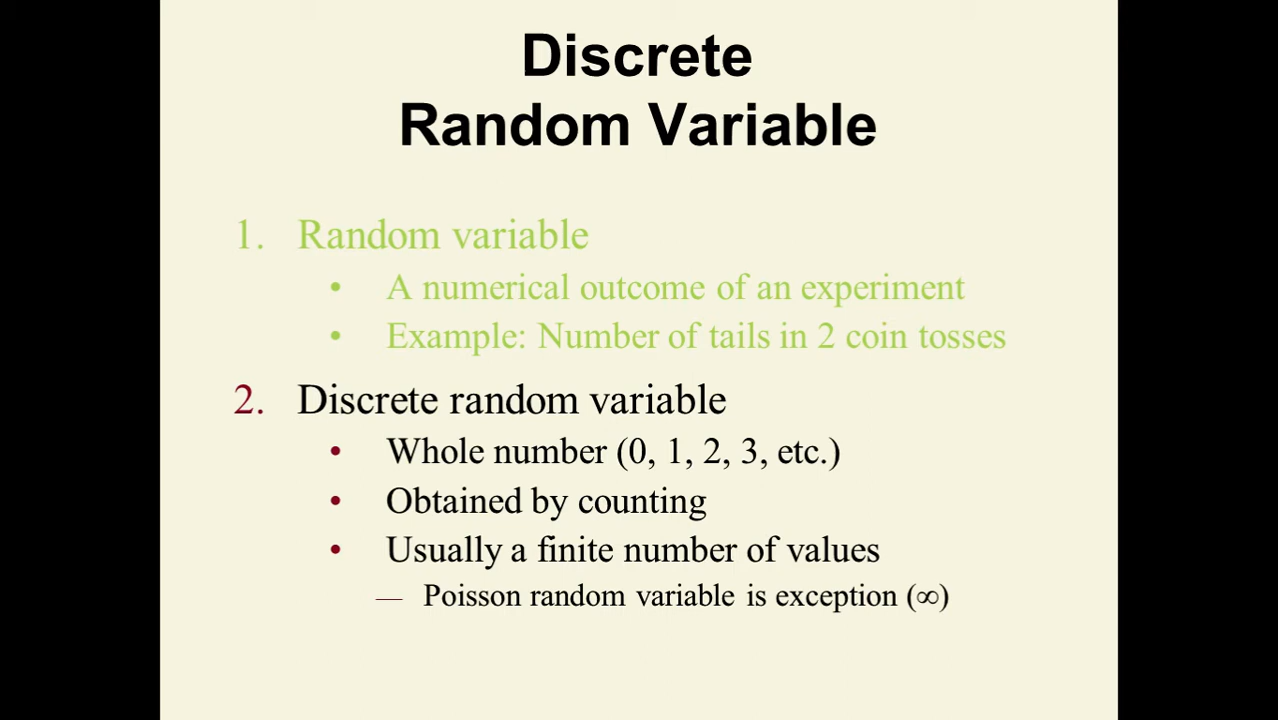 Discrete
Random Variable
1. Random variable
• A numerical outcome of an experiment
• Example: Number of tails in 2 coin tosses
2. Discrete random variable
• Whole number (0, 1, 2, 3, etc.)
• Obtained by counting
• Usually a finite number of values
— Poisson random variable is exception (∞)